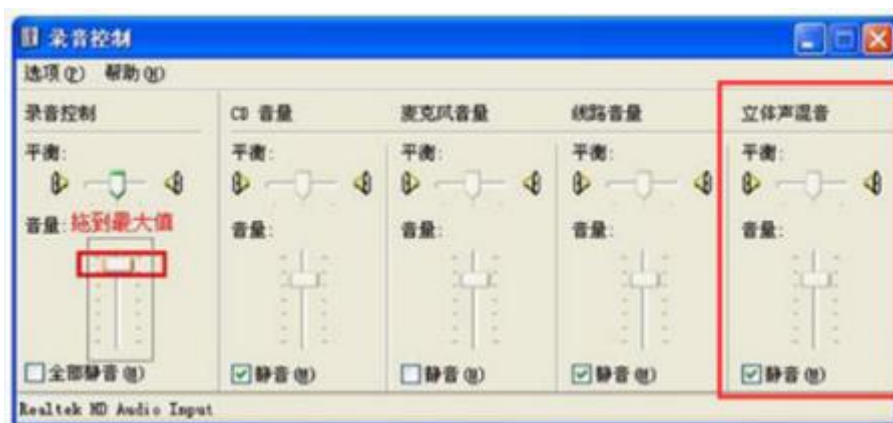 录音控制
选项(P) 帮助(H)
录音控制 CD 音量 麦克风音量 线路音量 立体声混音
平衡: 平衡: 平衡: 平衡: 平衡:
音量: 拖到最大值 音量: 音量: 音量: 音量:
全部静音(M) 静音(M) 静音(M) 静音(M) 静音(M)
Realtek HD Audio Input